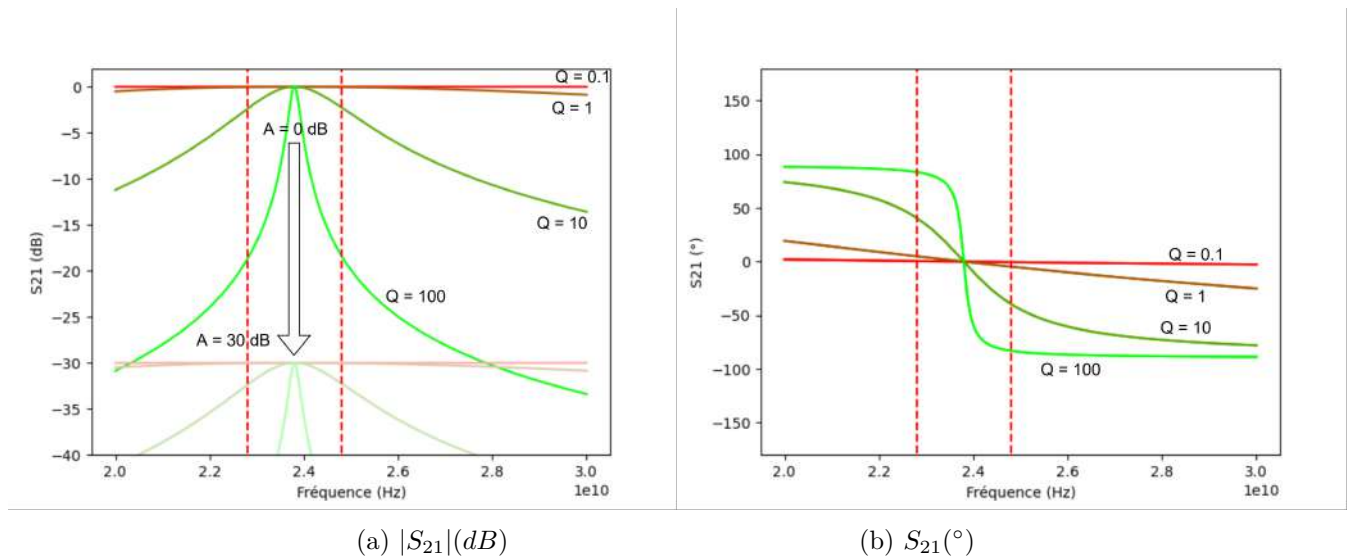 0
−5
−10
−15
−20
−25
−30
−35
−40
S21 (dB)
Q = 0.1
Q = 1
A = 0 dB
Q = 10
Q = 100
A = 30 dB
2.0 2.2 2.4 2.6 2.8 3.0
Fréquence (Hz) 1e10
(a) |S21|(dB)
150
100
50
0
−50
−100
−150
S21 (°)
Q = 0.1
Q = 1
Q = 10
Q = 100
2.0 2.2 2.4 2.6 2.8 3.0
Fréquence (Hz) 1e10
(b) S21(°)